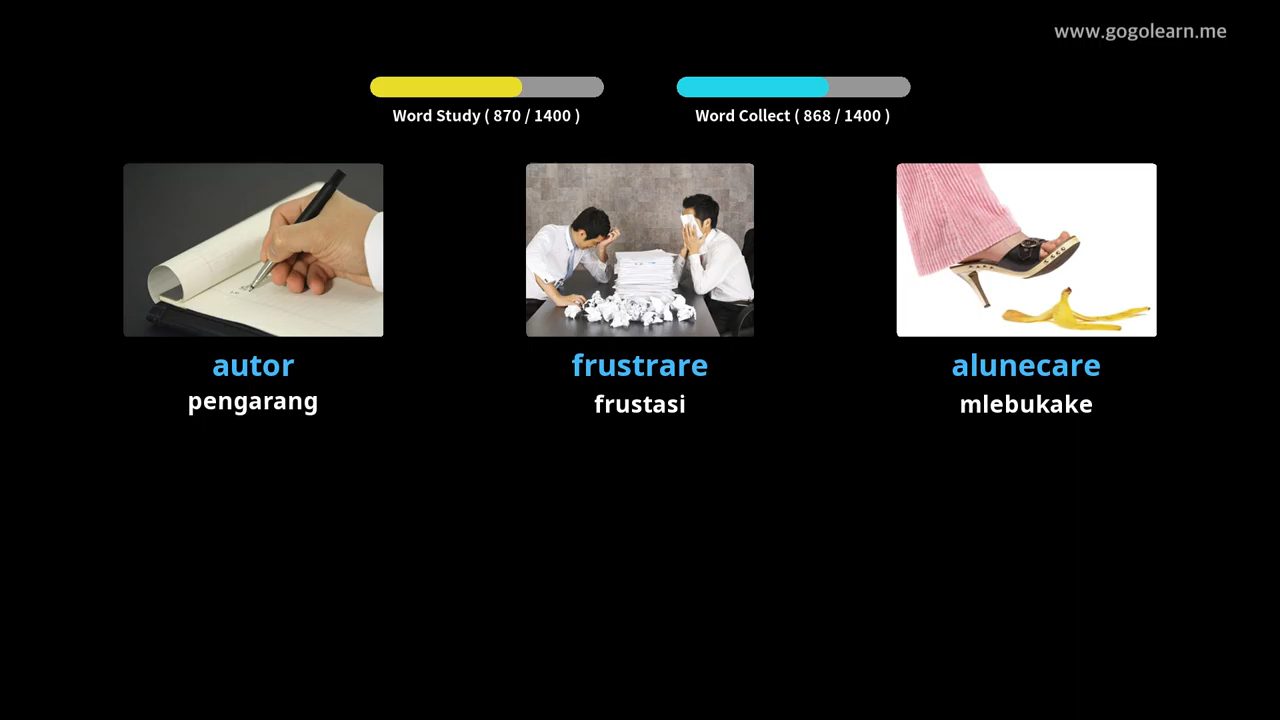 www.gogolearn.me
Word Study ( 870 / 1400 )
Word Collect ( 868 / 1400 )
autor
pengarang
frustrare
frustasi
alunecare
mlebukake